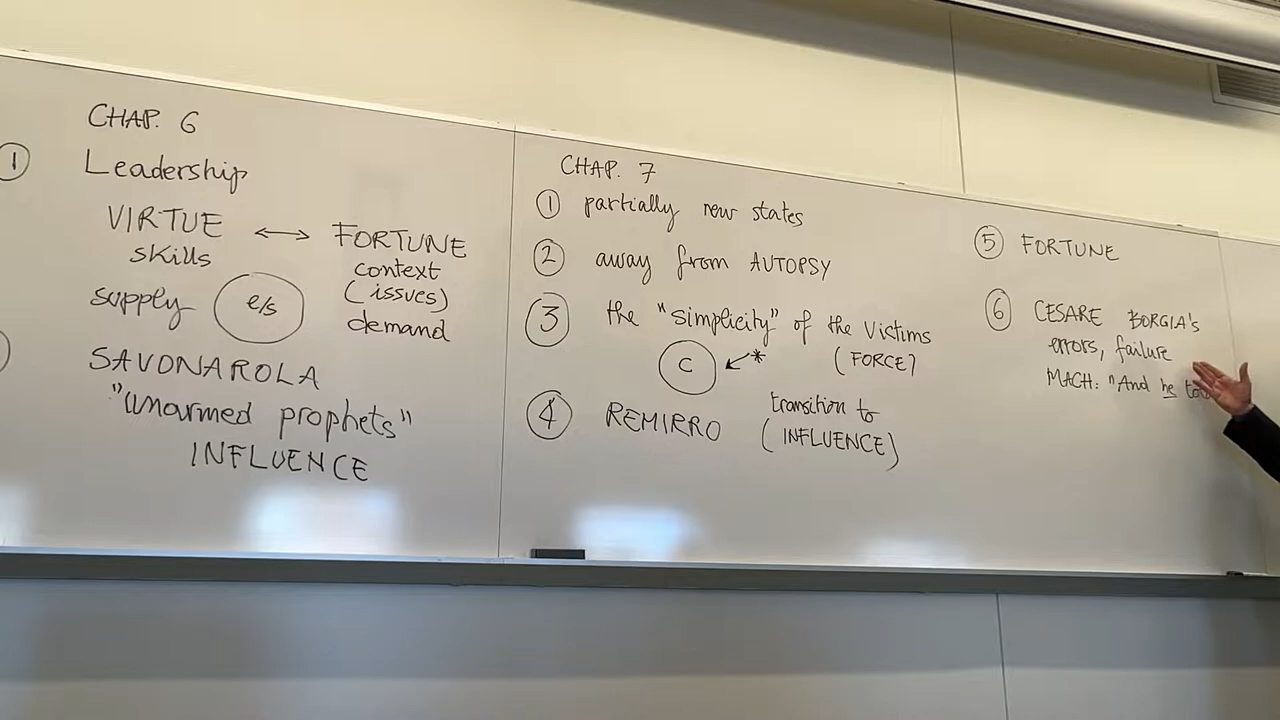 CHAP. 6
① Leadership
VIRTUE ⟷ FORTUNE
skills
context
(issues)
supply
e/s
demand
SAVONAROLA
"unarmed prophets"
INFLUENCE
CHAP. 7
① partially new states
② away from AUTOPSY
③ the "simplicity" of the victims
(FORCE)
C ↙ *
④ REMIRRO
transition to
(INFLUENCE)
⑤ FORTUNE
⑥ CESARE BORGIA's
errors, failure
MACH: "And he